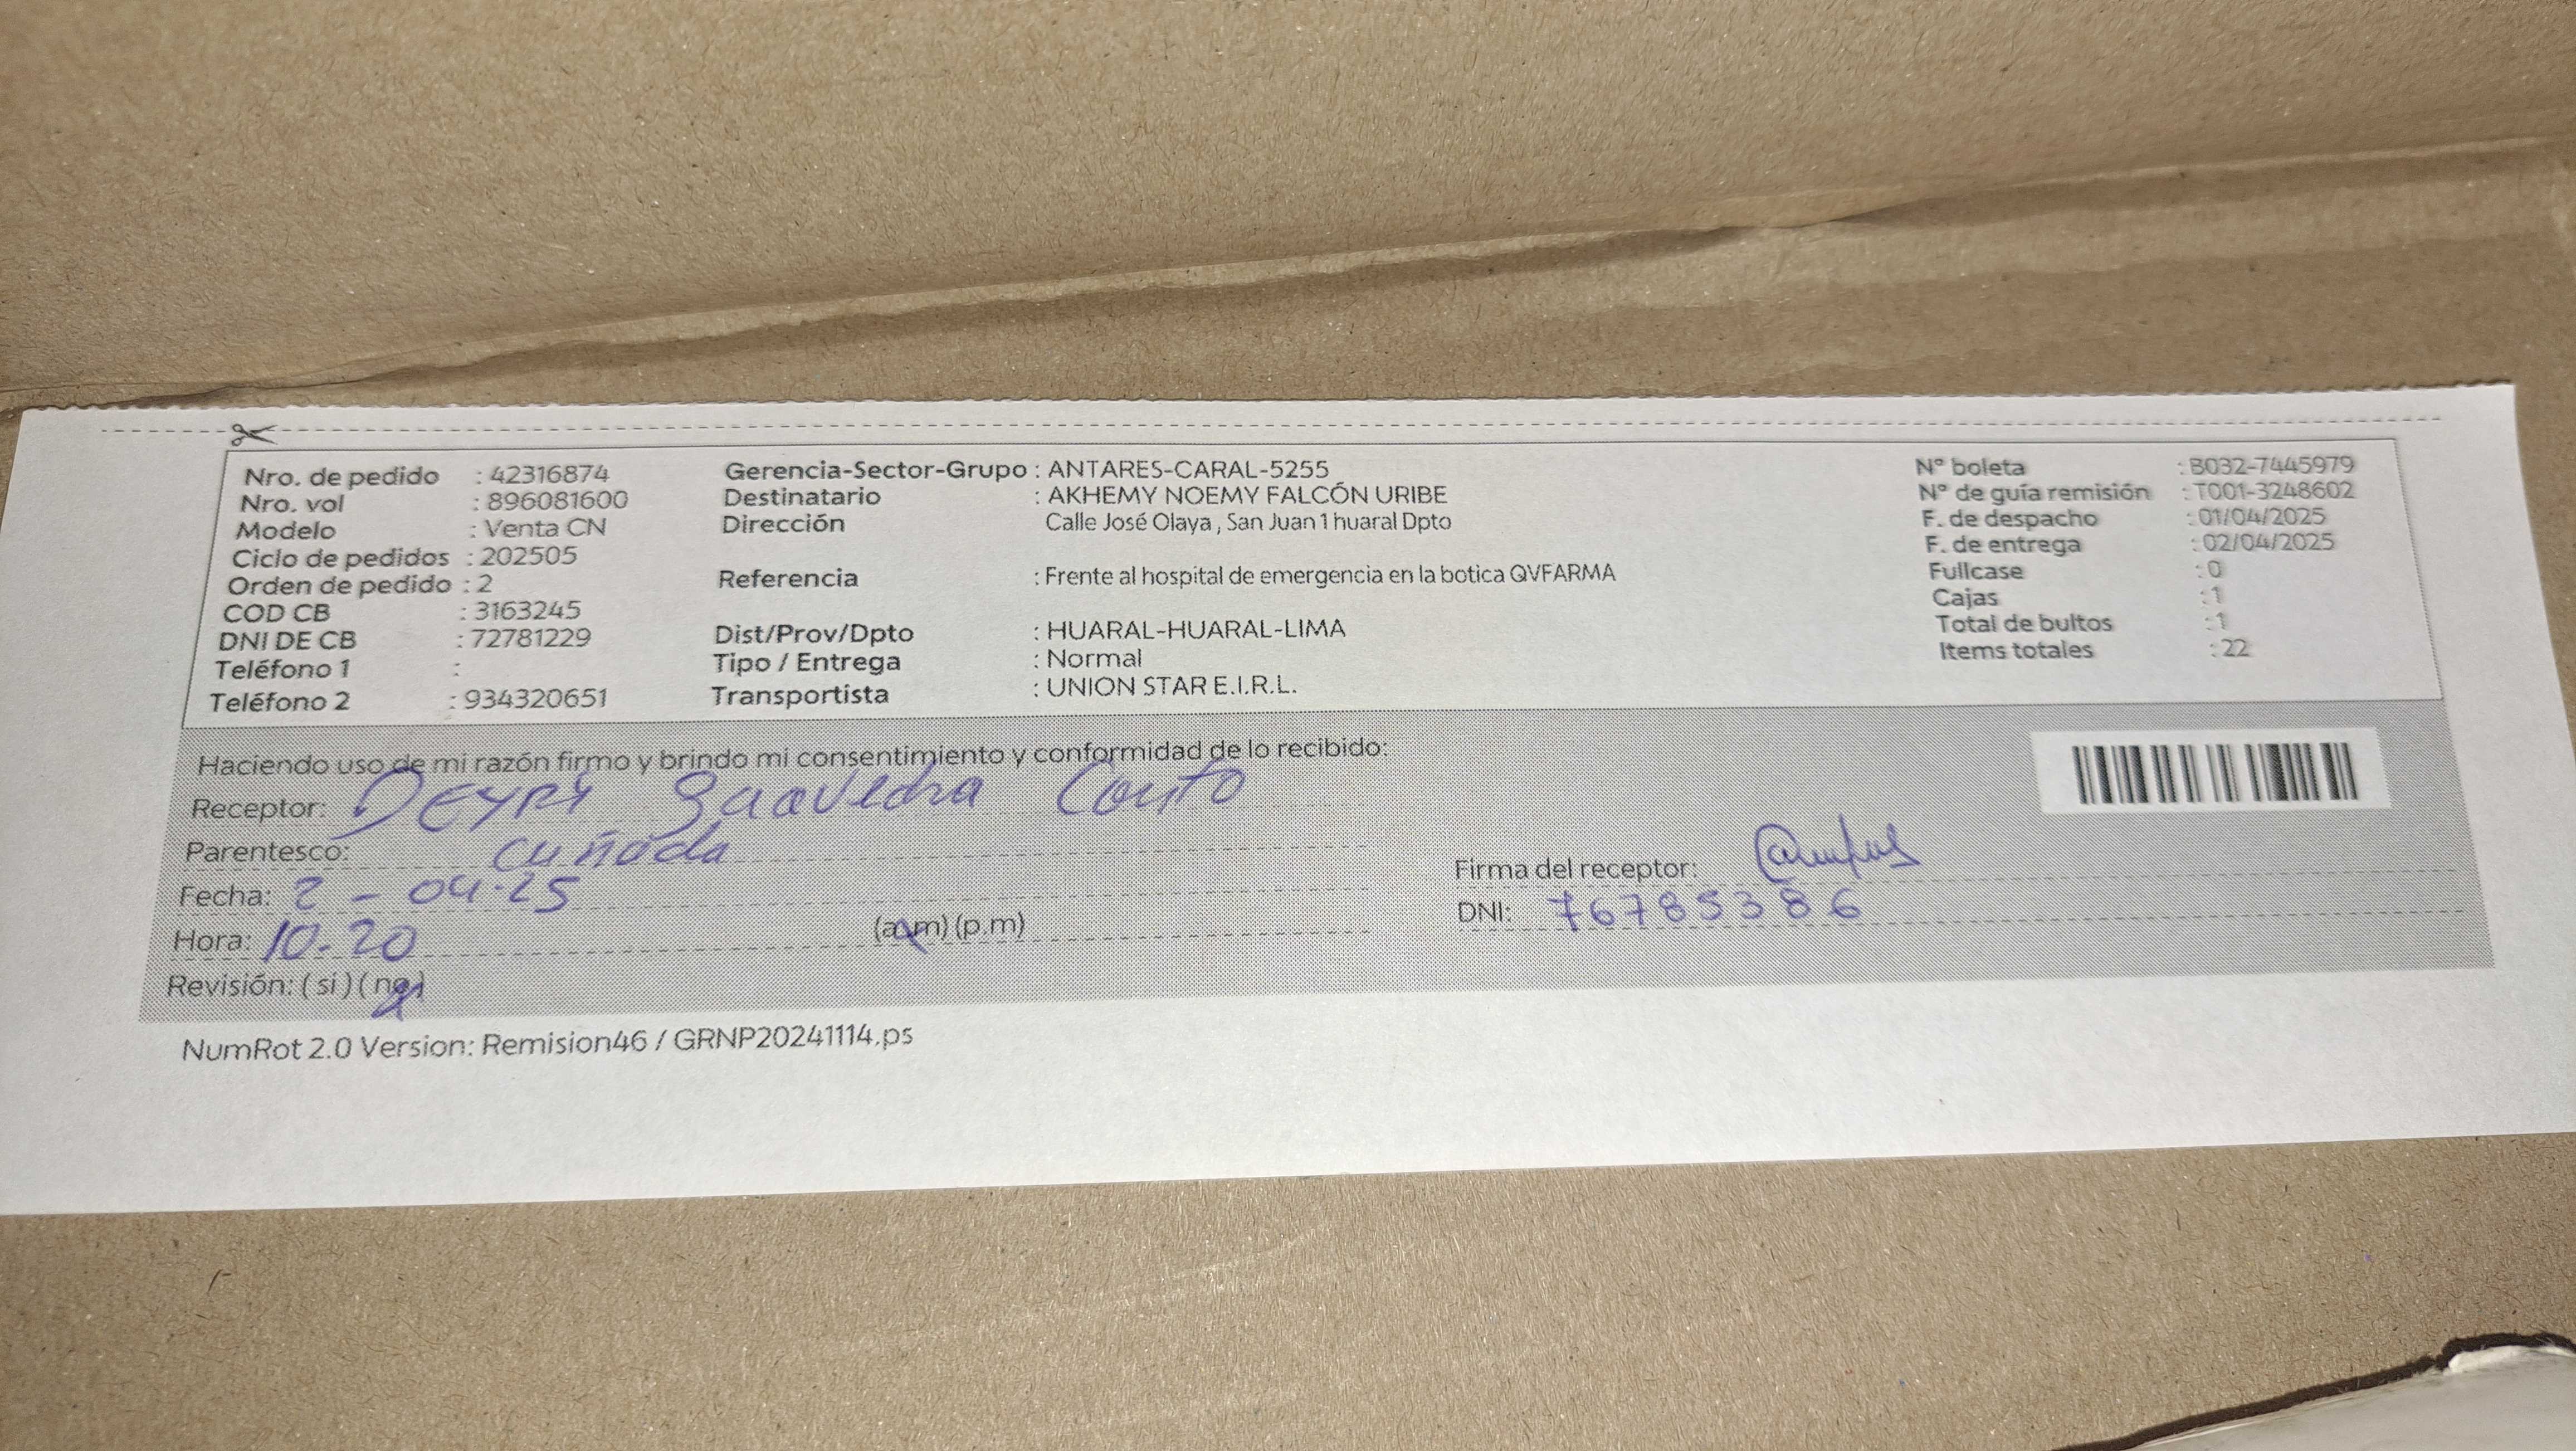 Nro. de pedido : 42316874
Nro. vol : 896081600
Modelo : Venta CN
Ciclo de pedidos : 202505
Orden de pedido : 2
COD CB : 3163245
DNI DE CB : 72781229
Teléfono 1 :
Teléfono 2 : 934320651
Gerencia-Sector-Grupo : ANTARES-CARAL-5255
Destinatario : AKHEMY NOEMY FALCÓN URIBE
Dirección Calle José Olaya , San Juan 1 huaral Dpto
Referencia : Frente al hospital de emergencia en la botica QVFARMA
Dist/Prov/Dpto : HUARAL-HUARAL-LIMA
Tipo / Entrega : Normal
Transportista : UNION STAR E.I.R.L.
N° boleta : B032-7445979
N° de guía remisión : T001-3248602
F. de despacho : 01/04/2025
F. de entrega : 02/04/2025
Fullcase : 0
Cajas : 1
Total de bultos : 1
Items totales : 22
Haciendo uso de mi razón firmo y brindo mi consentimiento y conformidad de lo recibido:
Receptor: Saavedra
Parentesco: cuñada
Fecha: 2 - 04-25
Hora: 10-20 (a.m) (p.m)
Revisión: ( si ) ( no )
Firma del receptor:
DNI: 76785386
NumRot 2.0 Version: Remision46 / GRNP20241114.ps